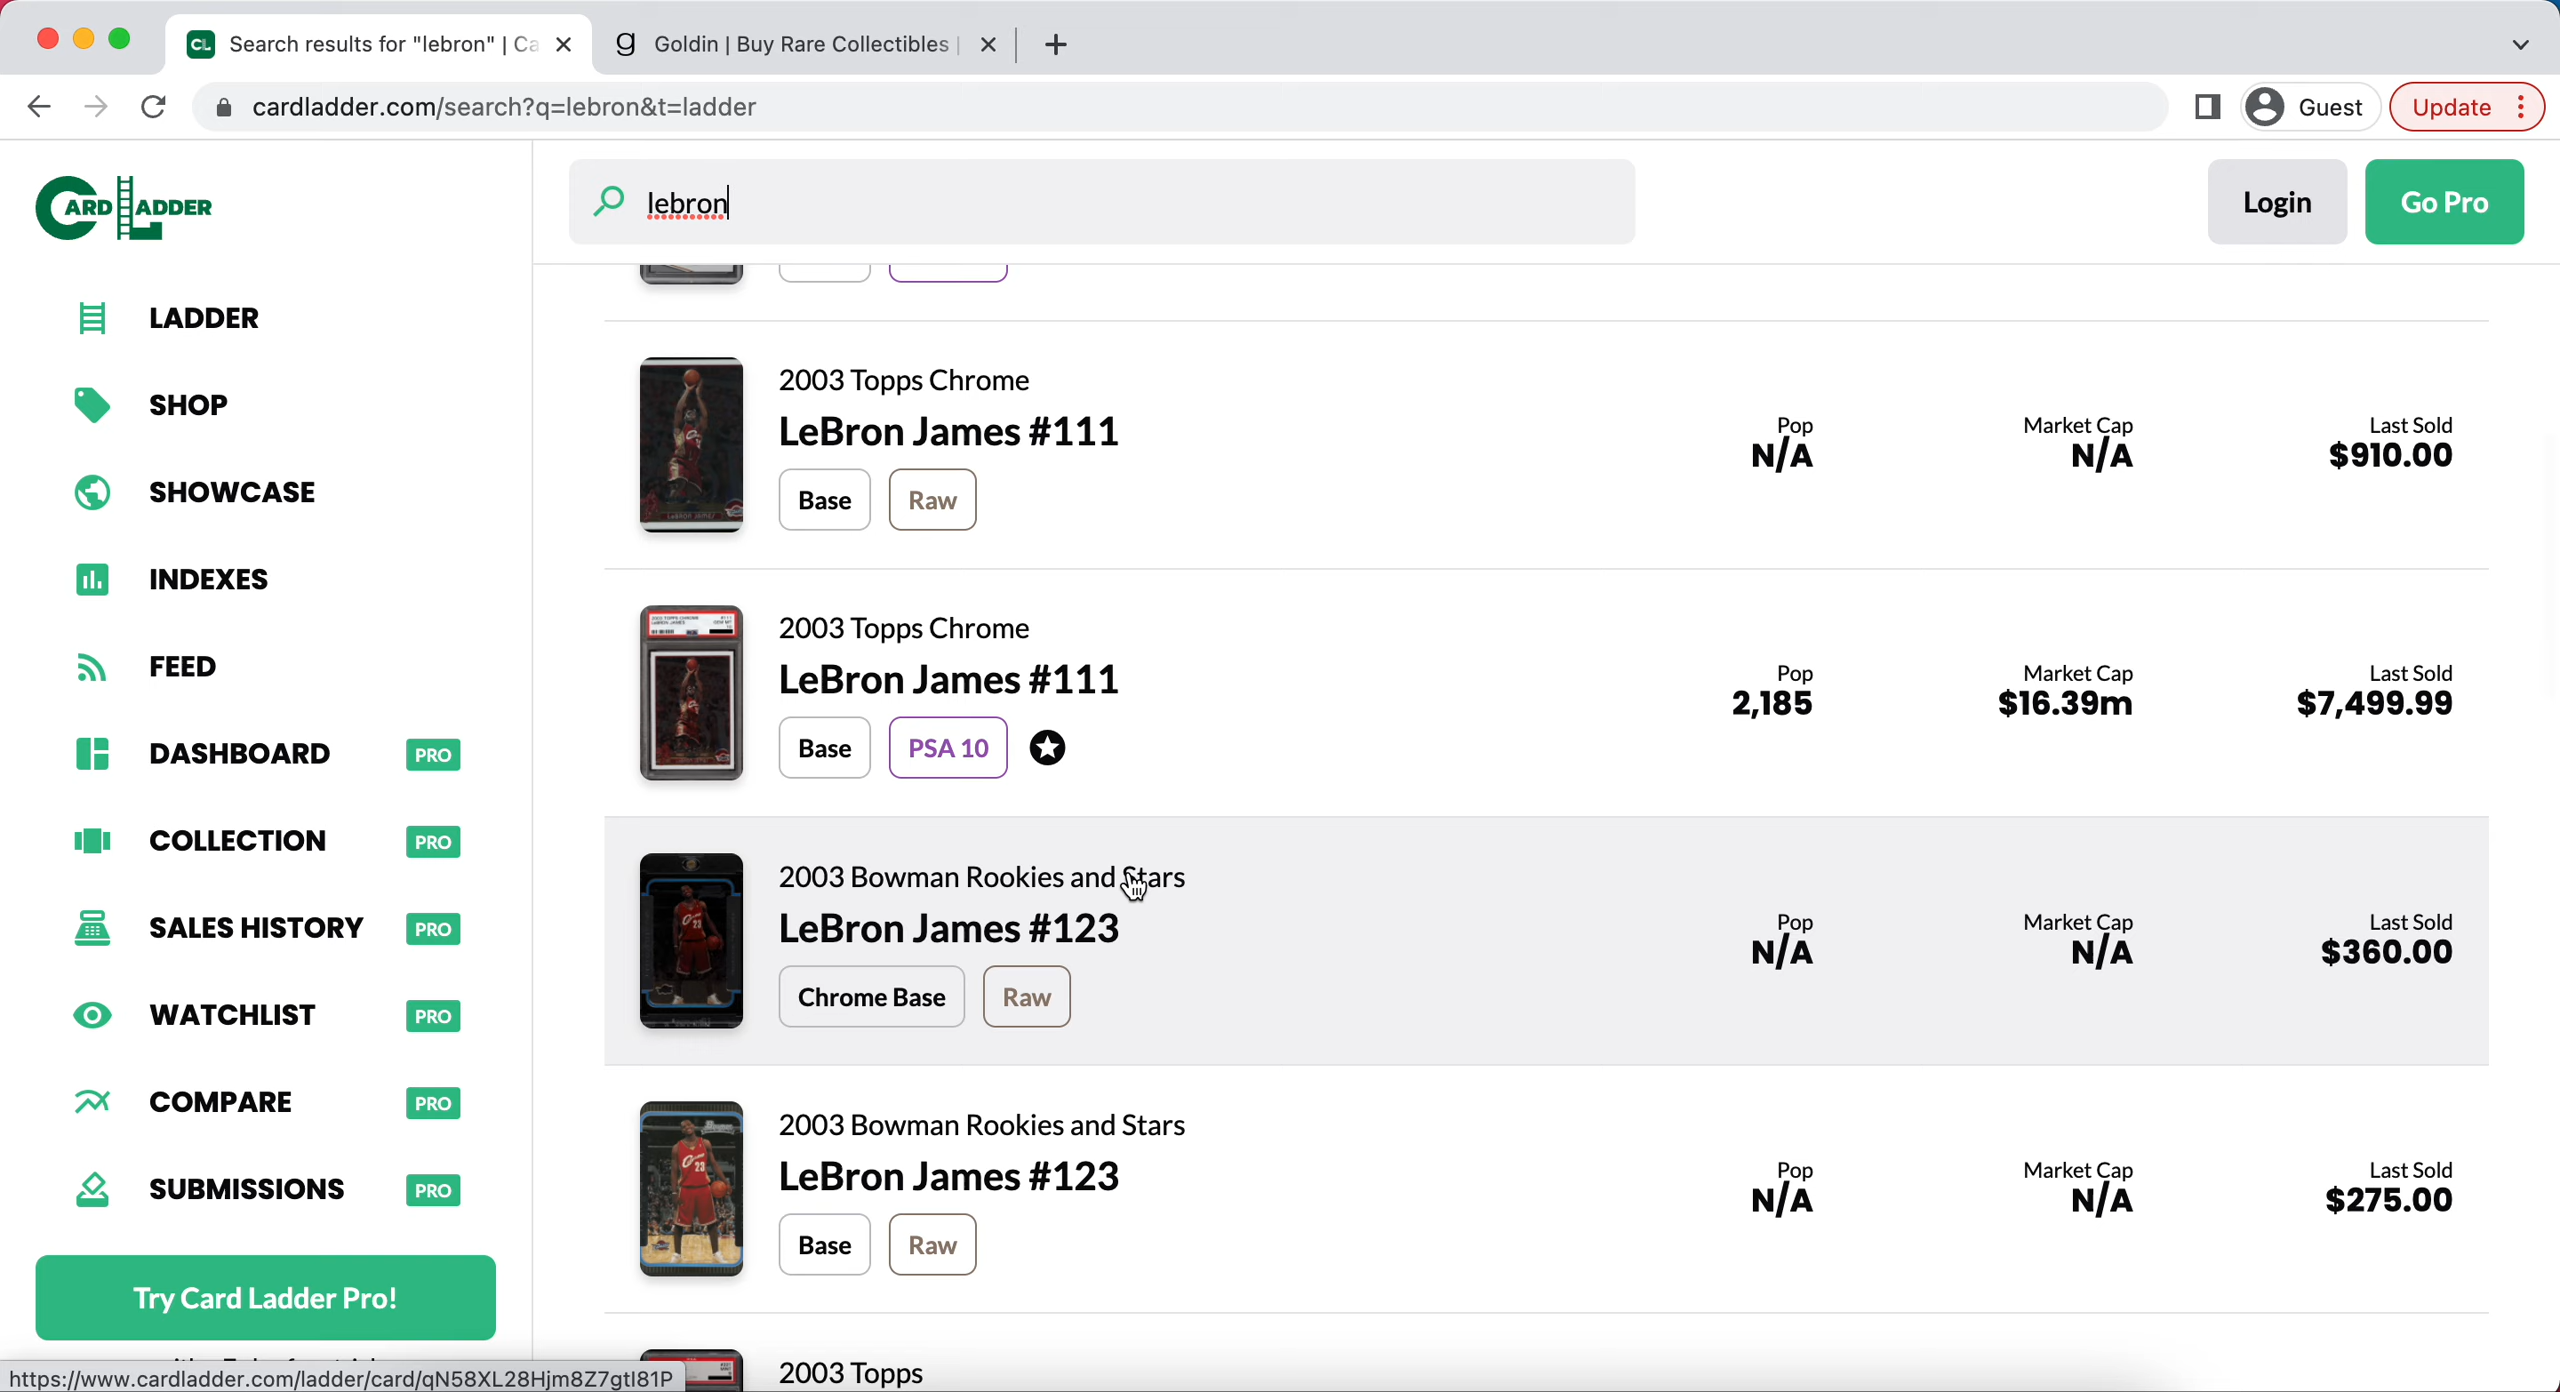 Search results for "lebron" | Ca
Goldin | Buy Rare Collectibles |
cardladder.com/search?q=lebron&t=ladder
Guest
Update
CARD LADDER
lebron
Login
Go Pro
LADDER
SHOP
SHOWCASE
INDEXES
FEED
DASHBOARD PRO
COLLECTION PRO
SALES HISTORY PRO
WATCHLIST PRO
COMPARE PRO
SUBMISSIONS PRO
Try Card Ladder Pro!
2003 Topps Chrome
LeBron James #111
Base Raw
Pop
N/A
Market Cap
N/A
Last Sold
$910.00
2003 Topps Chrome
LeBron James #111
Base PSA 10
Pop
2,185
Market Cap
$16.39m
Last Sold
$7,499.99
2003 Bowman Rookies and Stars
LeBron James #123
Chrome Base Raw
Pop
N/A
Market Cap
N/A
Last Sold
$360.00
2003 Bowman Rookies and Stars
LeBron James #123
Base Raw
Pop
N/A
Market Cap
N/A
Last Sold
$275.00
2003 Topps
https://www.cardladder.com/ladder/card/qN58XL28Hjm8Z7gtI81P